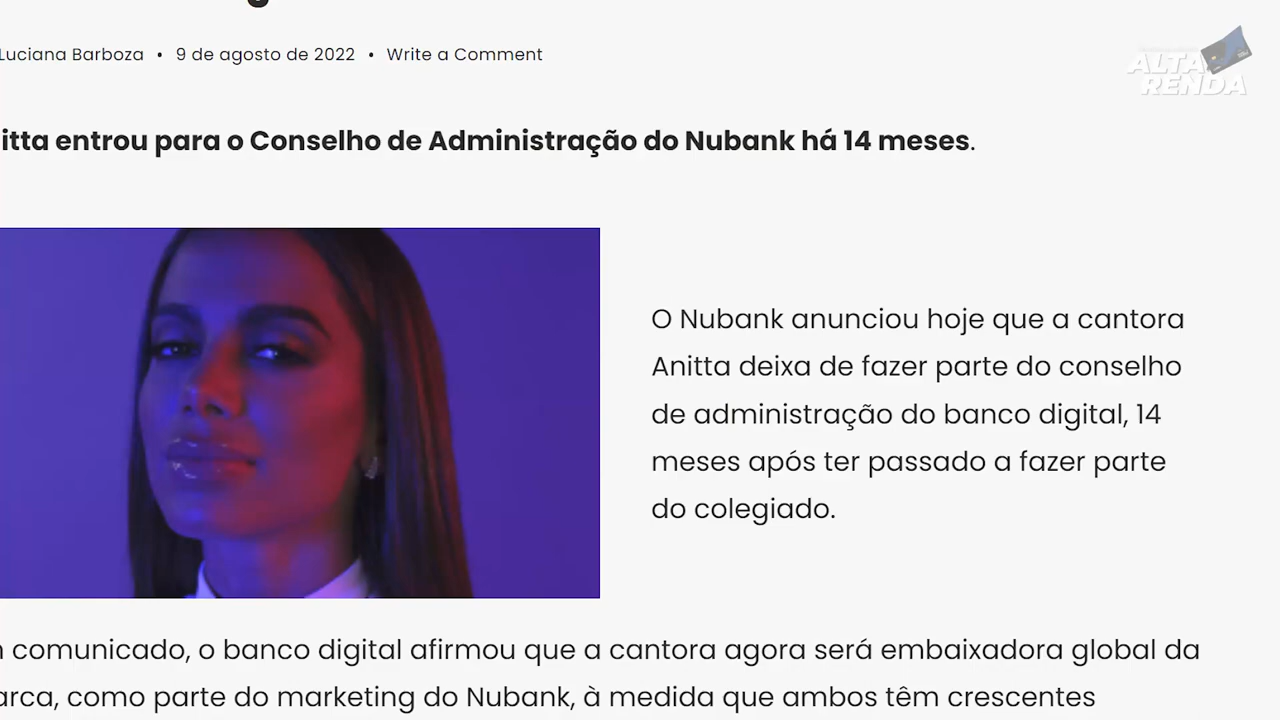 Luciana Barboza • 9 de agosto de 2022 • Write a Comment
ALTA
RENDA
itta entrou para o Conselho de Administração do Nubank há 14 meses.
O Nubank anunciou hoje que a cantora
Anitta deixa de fazer parte do conselho
de administração do banco digital, 14
meses após ter passado a fazer parte
do colegiado.
comunicado, o banco digital afirmou que a cantora agora será embaixadora global da
arca, como parte do marketing do Nubank, à medida que ambos têm crescentes